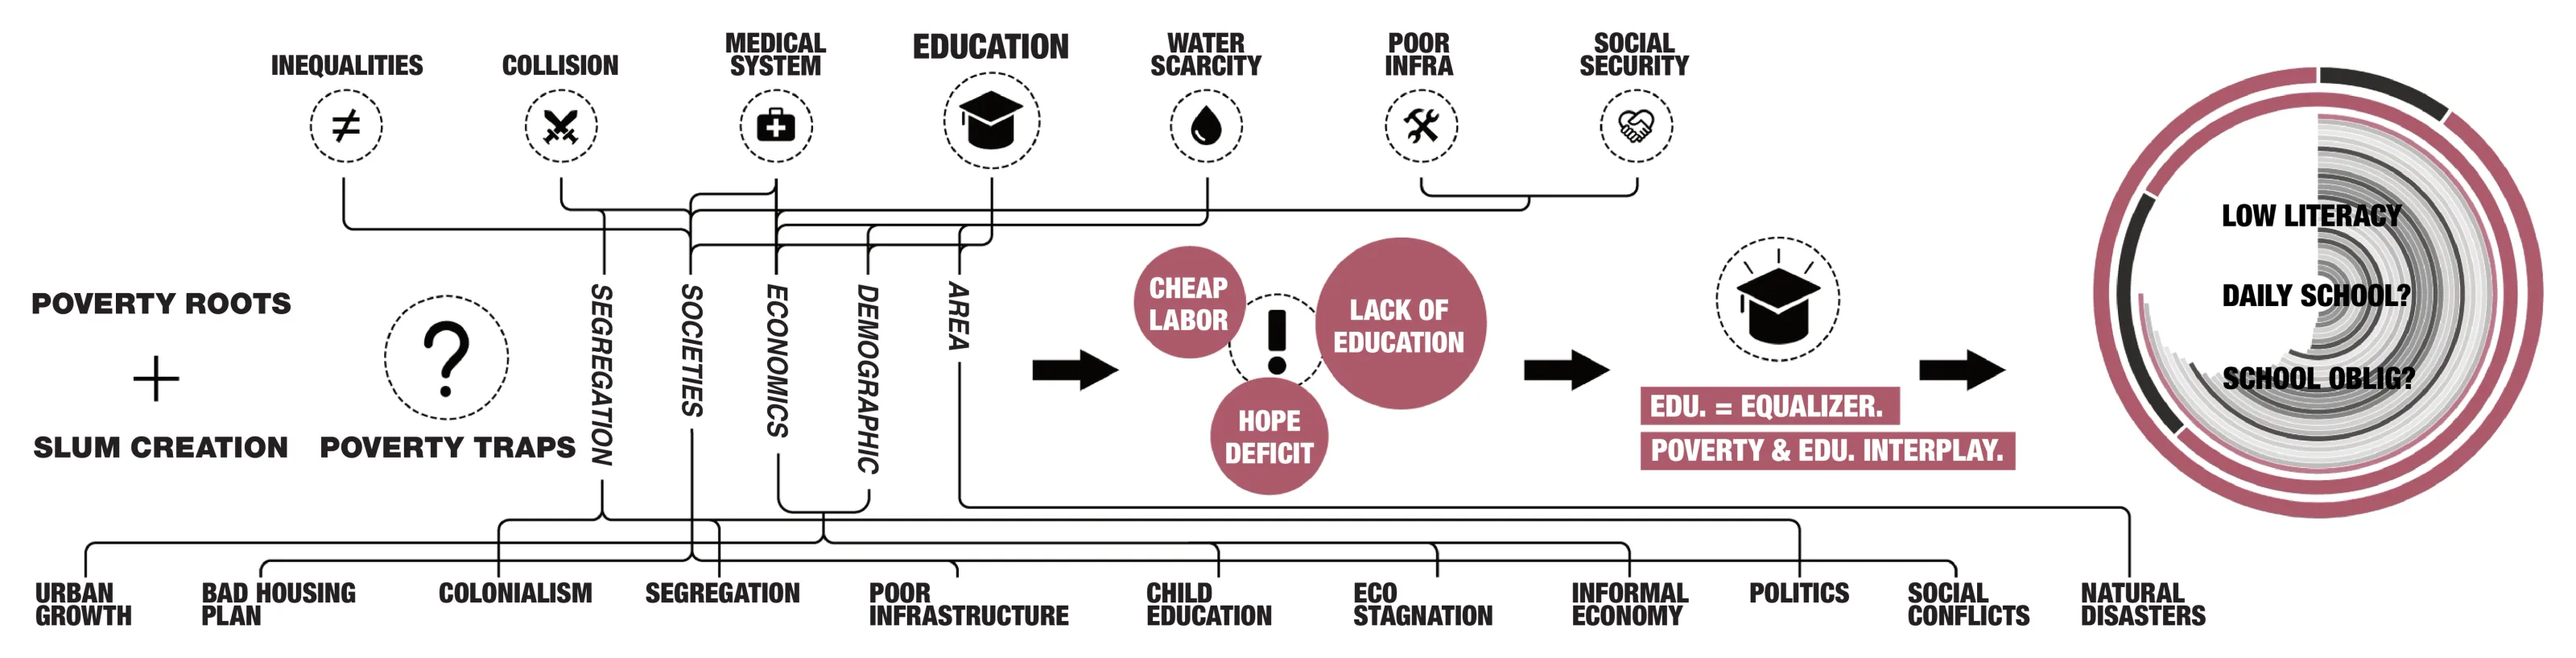 INEQUALITIES
COLLISION
MEDICAL
SYSTEM
EDUCATION
WATER
SCARCITY
POOR
INFRA
SOCIAL
SECURITY
POVERTY ROOTS
+
SLUM CREATION
?
POVERTY TRAPS
SEGREGATION
SOCIETIES
ECONOMICS
DEMOGRAPHIC
AREA
CHEAP
LABOR
!
LACK OF
EDUCATION
HOPE
DEFICIT
EDU. = EQUALIZER.
POVERTY & EDU. INTERPLAY.
LOW LITERACY
DAILY SCHOOL?
SCHOOL OBLIG?
URBAN
GROWTH
BAD HOUSING
PLAN
COLONIALISM
SEGREGATION
POOR
INFRASTRUCTURE
CHILD
EDUCATION
ECO
STAGNATION
INFORMAL
ECONOMY
POLITICS
SOCIAL
CONFLICTS
NATURAL
DISASTERS